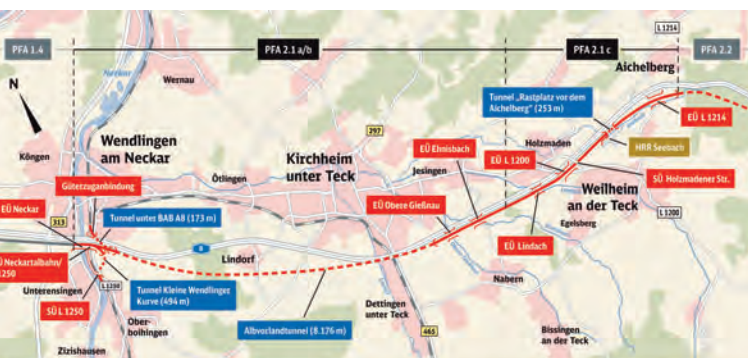 PFA 1.4
PFA 2.1 a/b
PFA 2.1 c
L 1214
PFA 2.2
Aichelberg
Neckar
Wernau
N
Tunnel „Rastplatz vor dem
Aichelberg“ (253 m)
EÜ L 1214
297
Wendlingen
am Neckar
EÜ Ehnisbach
Holzmaden
HRR Seebach
Köngen
Kirchheim
unter Teck
EÜ L 1200
Jesingen
SÜ Holzmadener Str.
Güterzuganbindung
Ötlingen
Weilheim
an der Teck
EÜ Neckar
EÜ Obere Gießnau
313
Tunnel unter BAB A8 (173 m)
L 1200
Egelsberg
8
EÜ Lindach
Neckartalbahn/
1250
Lindorf
Nabern
Unterensingen
L 1250
Tunnel Kleine Wendlinger
Kurve (494 m)
SÜ L 1250
Dettingen
unter Teck
Ober-
boihingen
Albvorlandtunnel (8.176 m)
465
Bissingen
an der Teck
Zizishausen